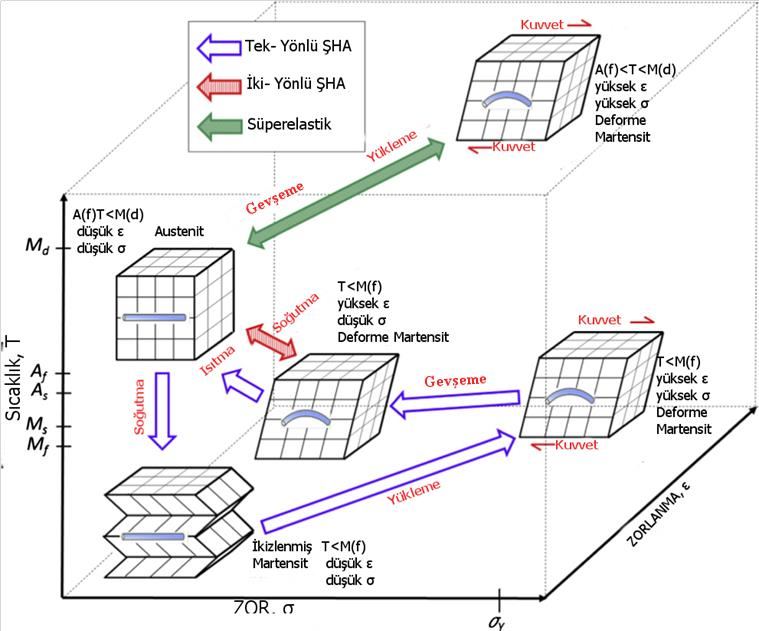 Tek- Yönlü ŞHA
İki- Yönlü ŞHA
Süperelastik
Kuvvet
A(f)<T<M(d)
yüksek ε
yüksek σ
Deforme
Martensit
Kuvvet
Yükleme
Gevşeme
A(f)T<M(d)
düşük ε
düşük σ
Austenit
M_d
T<M(f)
yüksek ε
düşük σ
Deforme Martensit
Soğutma
Isıtma
Kuvvet
T<M(f)
yüksek ε
yüksek σ
Deforme
Martensit
Kuvvet
Gevşeme
Soğutma
Sıcaklık, T
A_f
A_s
M_s
M_f
Yükleme
İkizlenmiş
Martensit
T<M(f)
düşük ε
düşük σ
ZORLANMA, ε
ZOR, σ
σ_Y